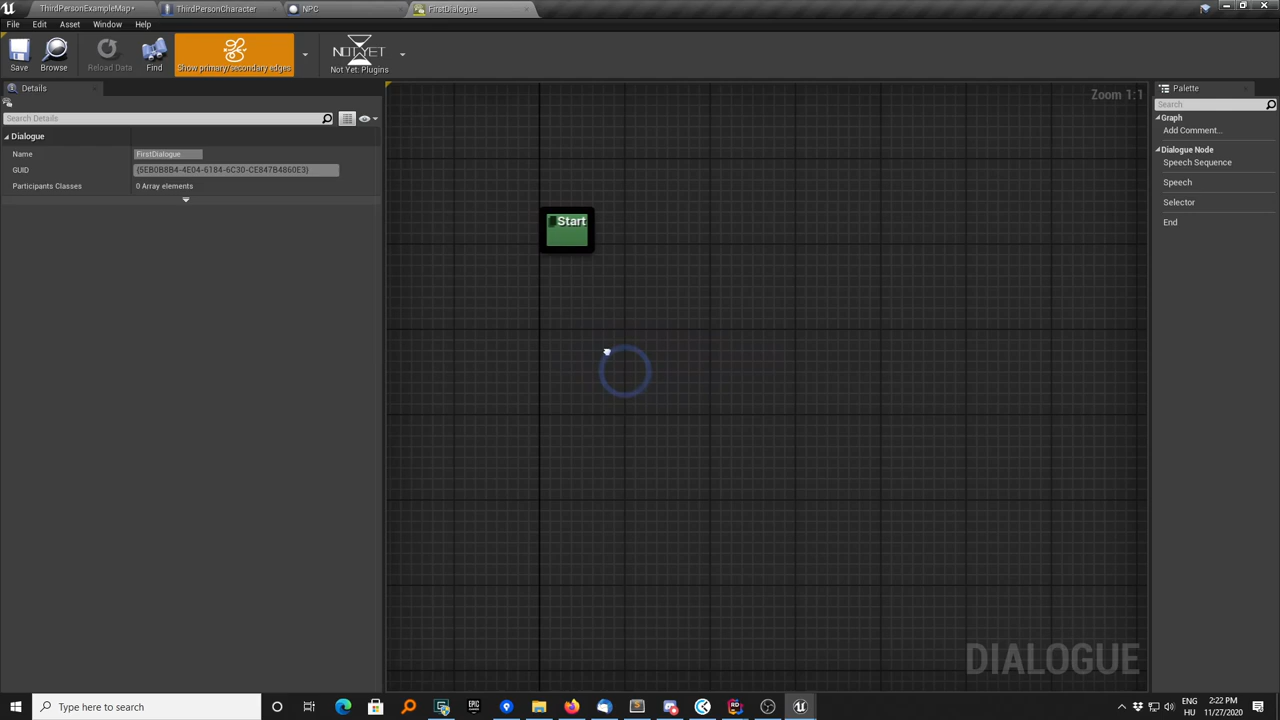 ThirdPersonExampleMap*
ThirdPersonCharacter
NPC
FirstDialogue
File Edit Asset Window Help
Save
Browse
Reload Data
Find
Show primary/secondary edges
NOT YET
Not Yet: Plugins
Details
Search Details
Dialogue
Name
FirstDialogue
GUID
{5EB0B8B4-4E04-6184-6C30-CE847B4860E3}
Participants Classes
0 Array elements
Zoom 1:1
Start
DIALOGUE
Palette
Search
Graph
Add Comment...
Dialogue Node
Speech Sequence
Speech
Selector
End
Type here to search
EPIC
ENG
HU
2:22 PM
11/27/2020